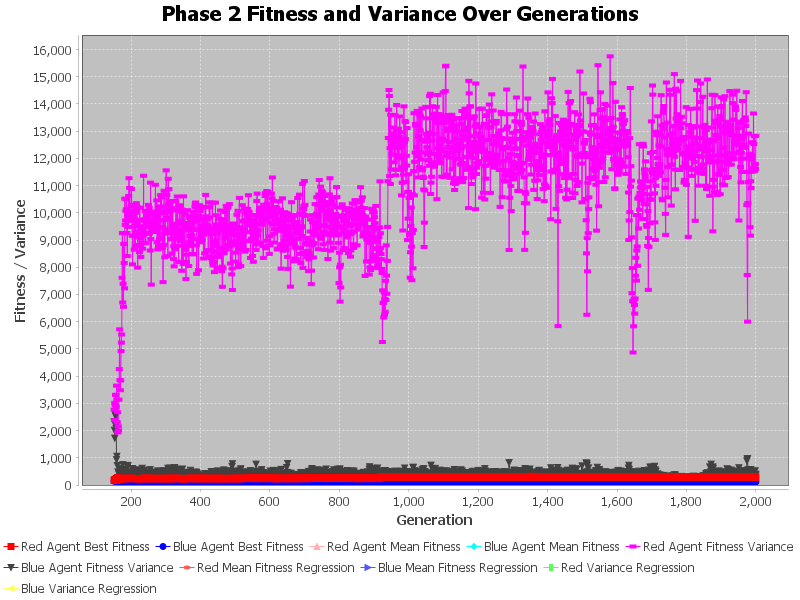 Phase 2 Fitness and Variance Over Generations
16,000
15,000
14,000
13,000
12,000
11,000
10,000
9,000
8,000
7,000
6,000
5,000
4,000
3,000
2,000
1,000
0
Fitness / Variance
200 400 600 800 1,000 1,200 1,400 1,600 1,800 2,000
Generation
Red Agent Best Fitness Blue Agent Best Fitness Red Agent Mean Fitness Blue Agent Mean Fitness Red Agent Fitness Variance
Blue Agent Fitness Variance Red Mean Fitness Regression Blue Mean Fitness Regression Red Variance Regression
Blue Variance Regression